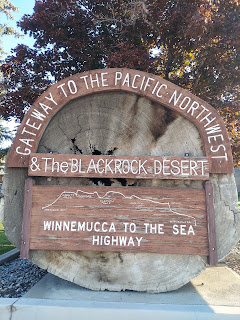 GATEWAY TO THE PACIFIC NORTHWEST
& The BLACKROCK DESERT
WINNEMUCCA TO THE SEA
HIGHWAY